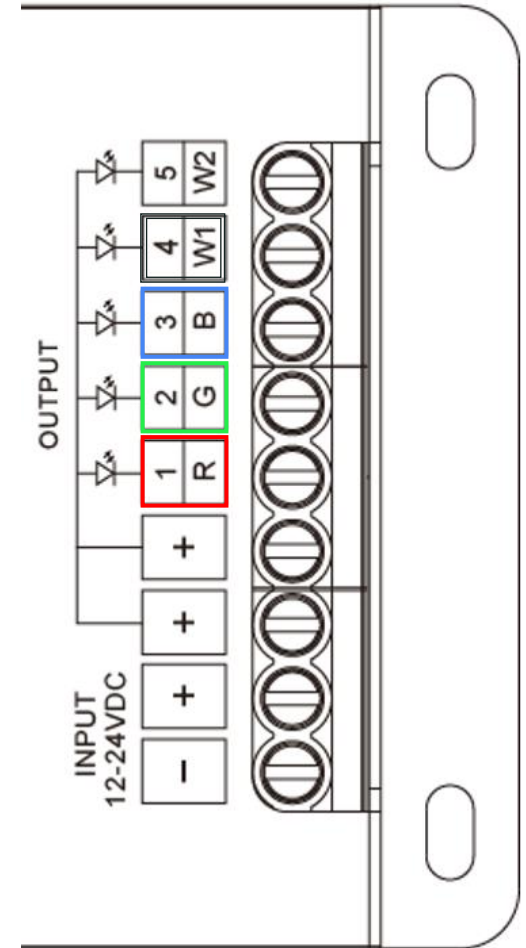 OUTPUT
5 W2
4 W1
3 B
2 G
1 R
+
+
INPUT
12-24VDC
+
-